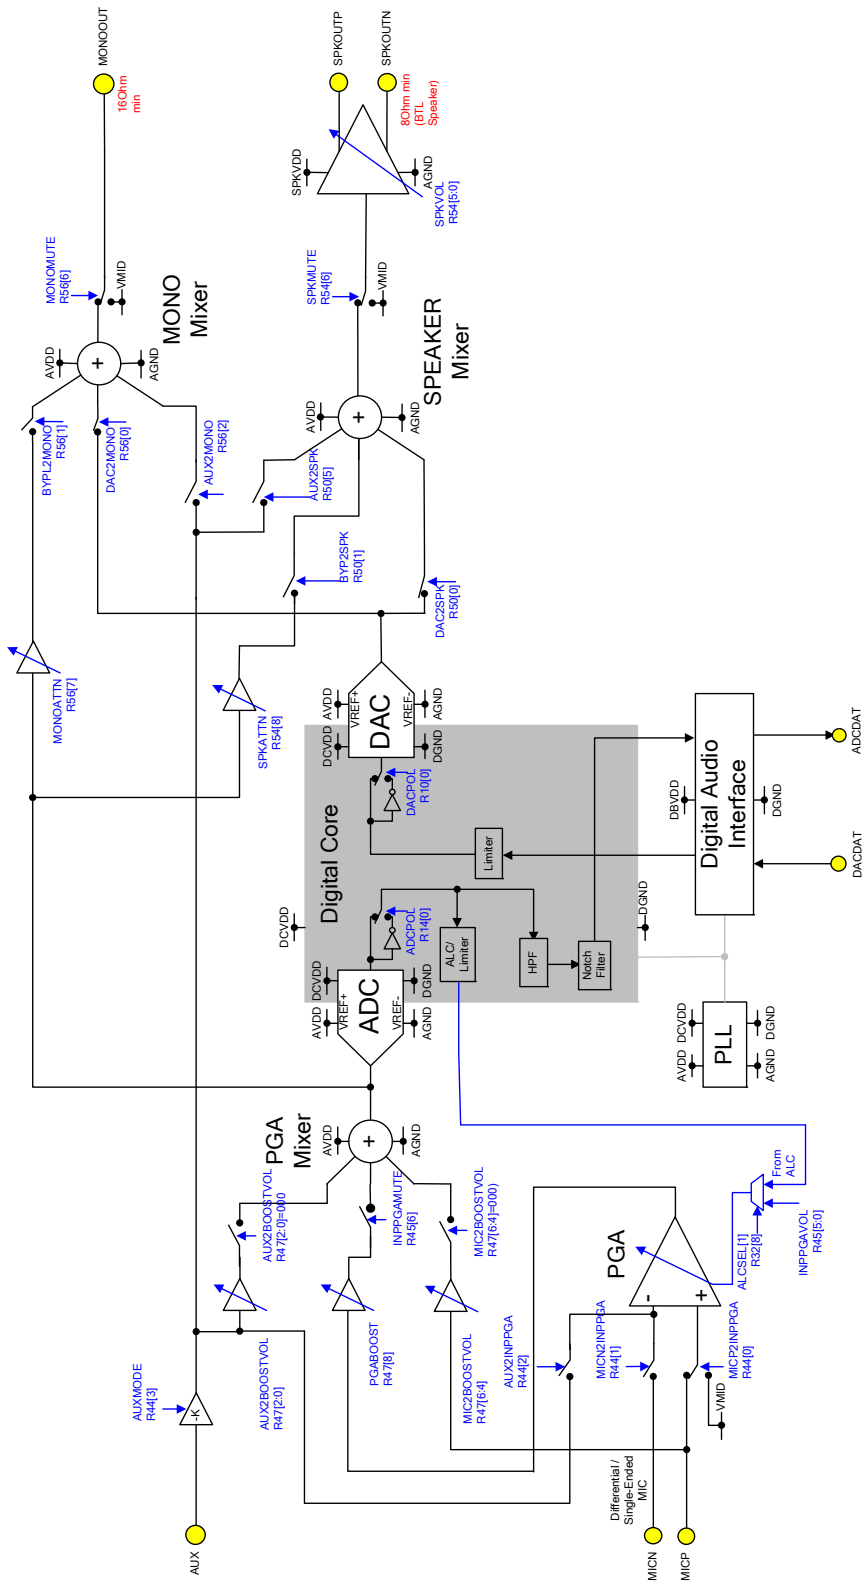 MONOOUT
16Ohm
min
SPKOUTP
SPKOUTN
8Ohm min
(BTL
Speaker)
SPKVDD
AGND
SPKVOL
R54[5:0]
MONOMUTE
R56[6]
VMID
SPKMUTE
R54[6]
VMID
AVDD
AGND
MONO
Mixer
+
AVDD
AGND
SPEAKER
Mixer
+
BYPL2MONO
R56[1]
DAC2MONO
R56[0]
AUX2MONO
R56[2]
AUX2SPK
R50[5]
BYP2SPK
R50[1]
DAC2SPK
R50[0]
MONOATTN
R56[7]
SPKATTN
R54[8]
DCVDD
AVDD
VREF+
DAC
VREF-
DGND
AGND
DACPOL
R10[0]
Digital Core
DCVDD
DGND
Limiter
ADCPOL
R14[0]
ALC/
Limiter
HPF
Notch
Filter
AVDD
DCVDD
VREF+
ADC
VREF-
AGND
DGND
Digital Audio
Interface
DBVDD
DGND
ADCDAT
DACDAT
AVDD
DCVDD
PLL
AGND
DGND
PGA
Mixer
AVDD
AGND
+
AUX2BOOSTVOL
R47[2:0]=000
INPPGAMUTE
R45[6]
MIC2BOOSTVOL
R47[6:4]=000)
AUX2BOOSTVOL
R47[2:0]
PGABOOST
R47[8]
MIC2BOOSTVOL
R47[6:4]
AUXMODE
R44[3]
-K
AUX
AUX2INPPGA
R44[2]
MICN2INPPGA
R44[1]
MICP2INPPGA
R44[0]
PGA
-
+
ALCSEL[1]
R32[8]
From
ALC
INPPGAVOL
R45[5:0]
VMID
Differential /
Single-Ended
MIC
MICN
MICP